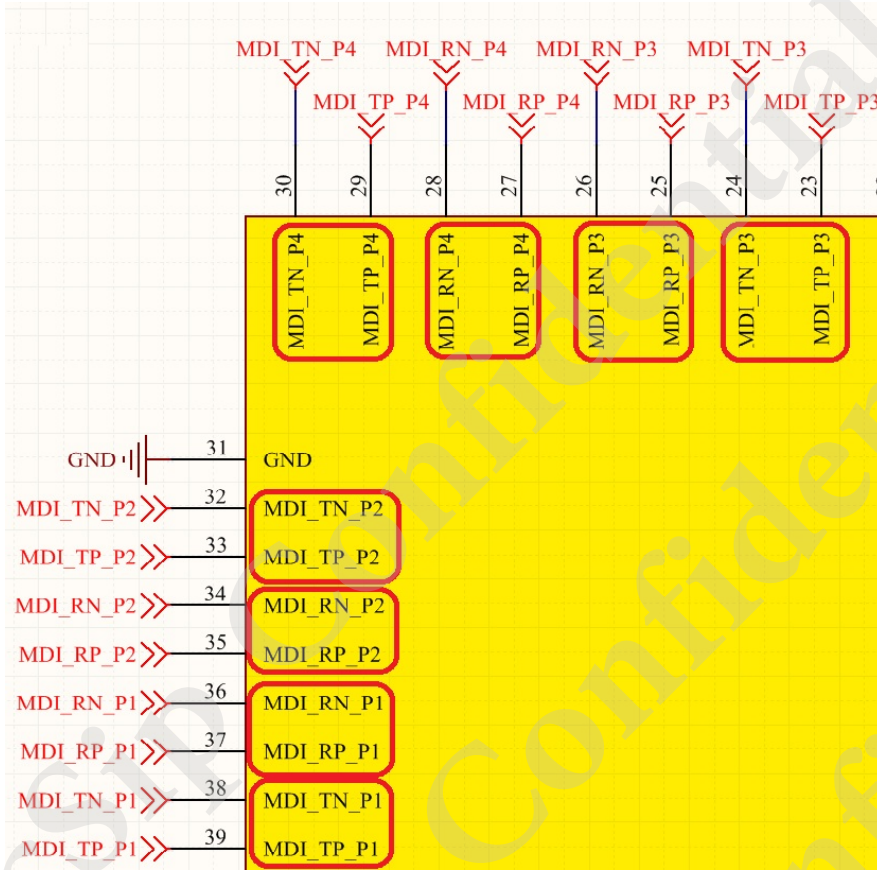 MDI_TN_P4 MDI_RN_P4 MDI_RN_P3 MDI_TN_P3
MDI_TP_P4 MDI_RP_P4 MDI_RP_P3 MDI_TP_P3
30 29 28 27 26 25 24 23
MDI_TN_P4 MDI_TP_P4 MDI_RN_P4 MDI_RP_P4 MDI_RN_P3 MDI_RP_P3 MDI_TN_P3 MDI_TP_P3
GND 31 GND
MDI_TN_P2 32 MDI_TN_P2
MDI_TP_P2 33 MDI_TP_P2
MDI_RN_P2 34 MDI_RN_P2
MDI_RP_P2 35 MDI_RP_P2
MDI_RN_P1 36 MDI_RN_P1
MDI_RP_P1 37 MDI_RP_P1
MDI_TN_P1 38 MDI_TN_P1
MDI_TP_P1 39 MDI_TP_P1
Confidential